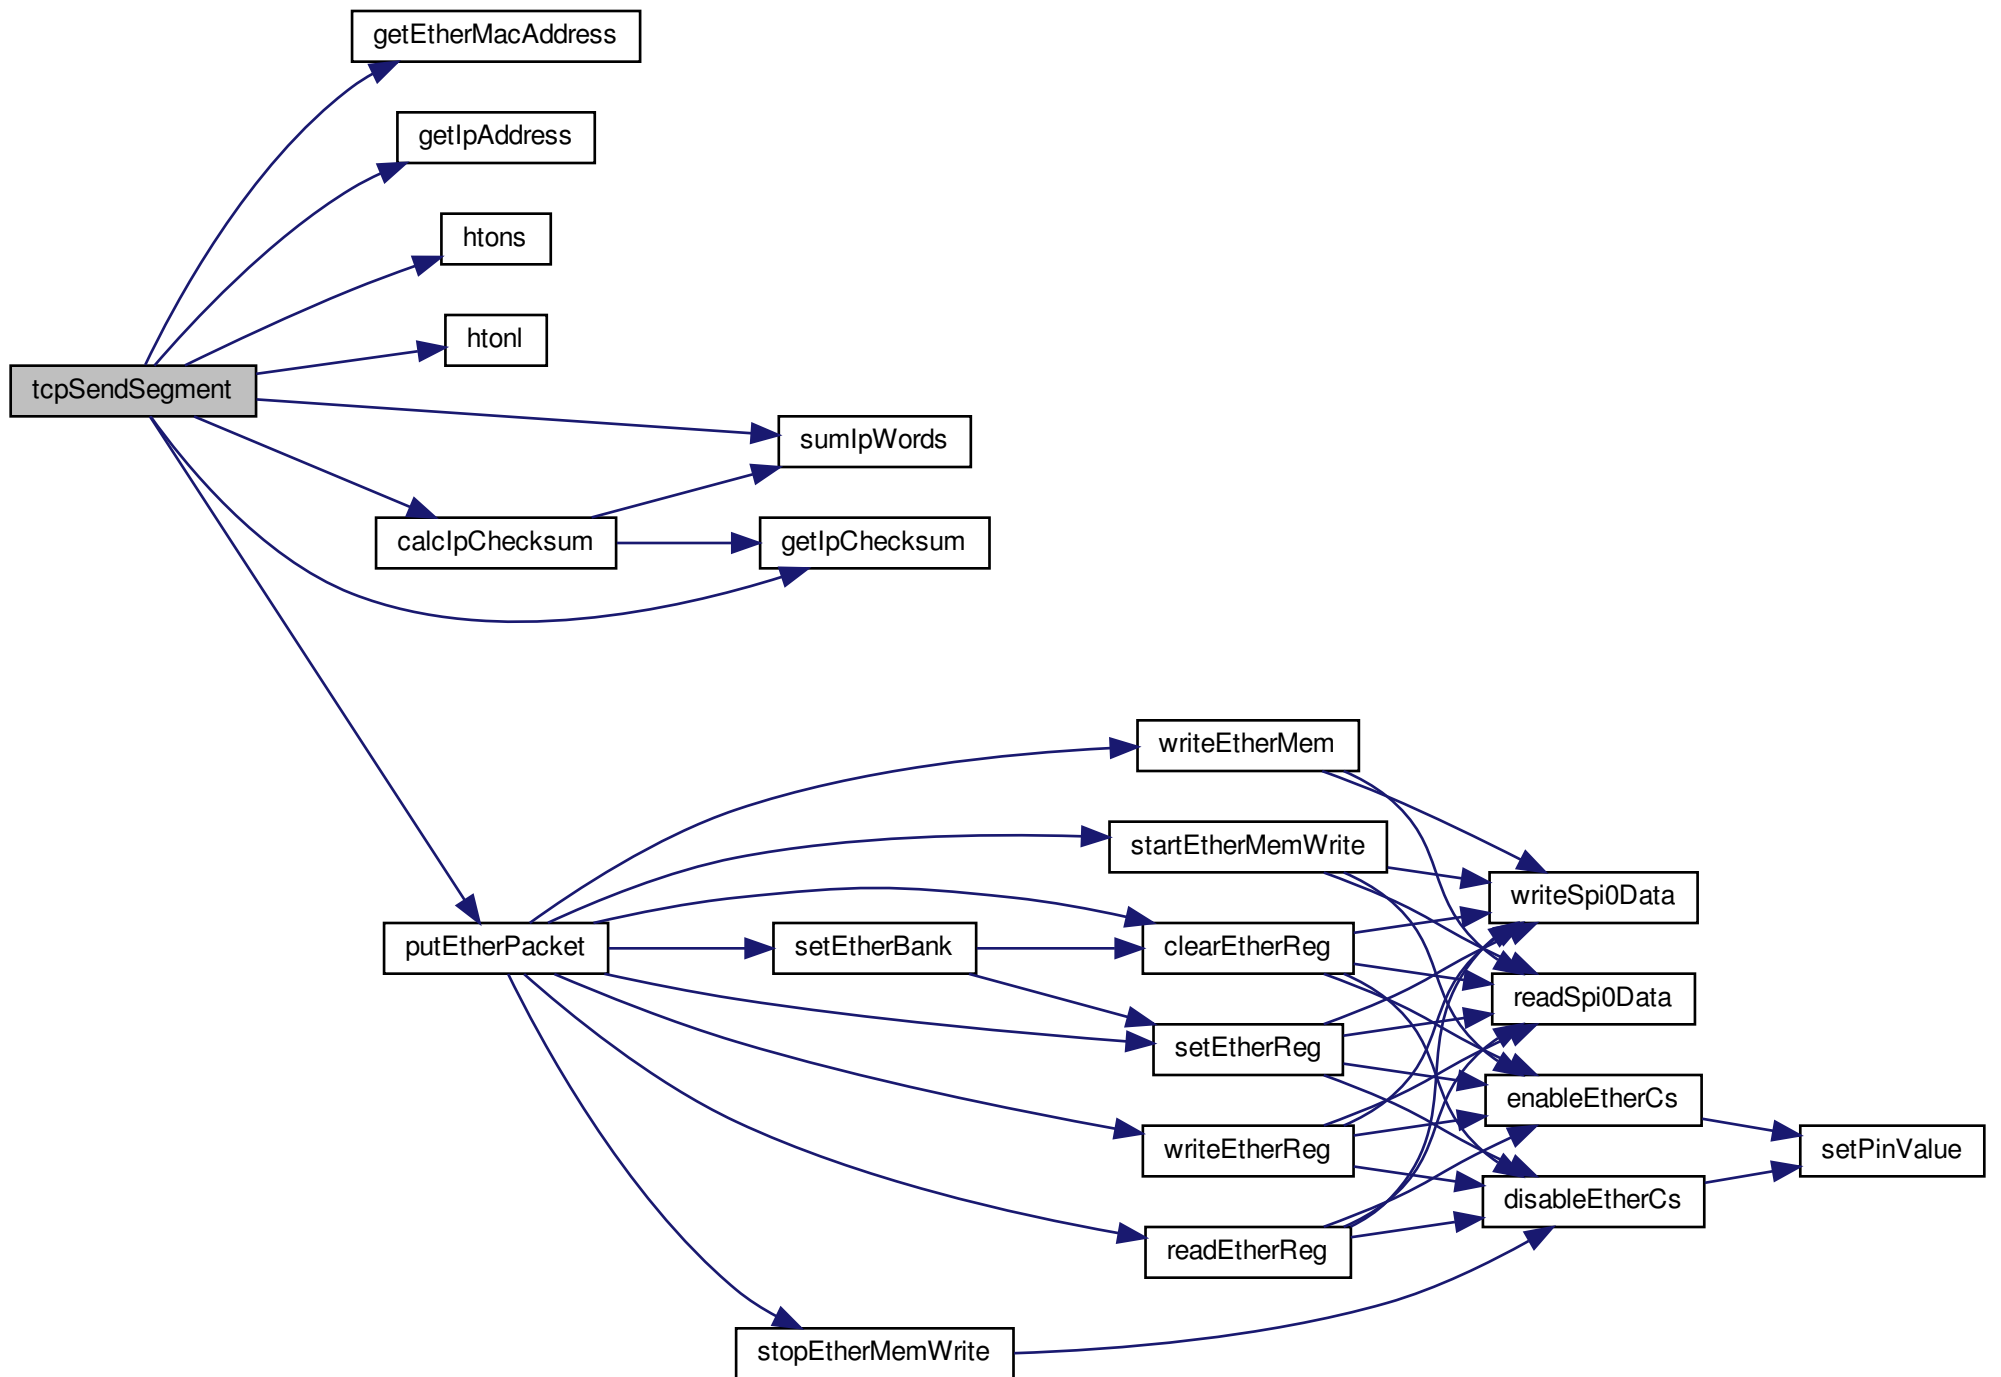 getEtherMacAddress
getIpAddress
htons
htonl
tcpSendSegment
sumIpWords
calcIpChecksum
getIpChecksum
writeEtherMem
startEtherMemWrite
writeSpi0Data
putEtherPacket
setEtherBank
clearEtherReg
readSpi0Data
setEtherReg
enableEtherCs
writeEtherReg
setPinValue
disableEtherCs
readEtherReg
stopEtherMemWrite